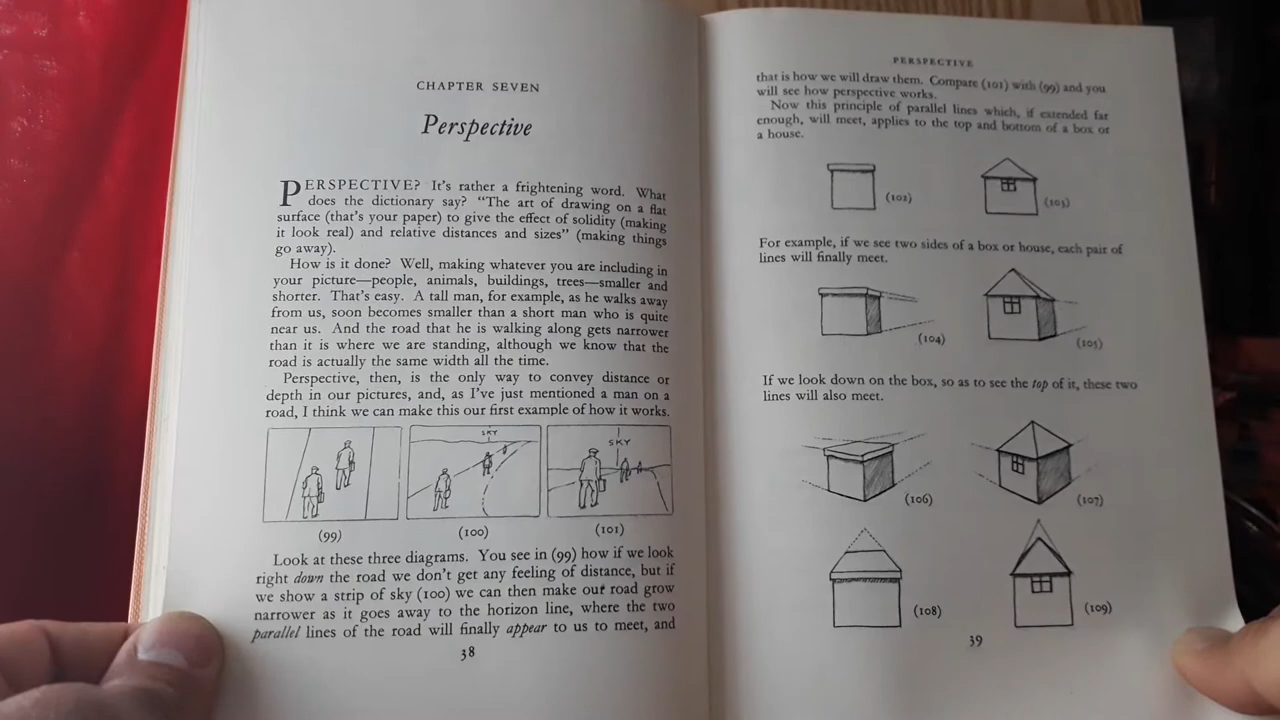 CHAPTER SEVEN
Perspective
PERSPECTIVE? It's rather a frightening word. What
does the dictionary say? "The art of drawing on a flat
surface (that's your paper) to give the effect of solidity (making
it look real) and relative distances and sizes" (making things
go away).
How is it done? Well, making whatever you are including in
your picture—people, animals, buildings, trees—smaller and
shorter. That's easy. A tall man, for example, as he walks away
from us, soon becomes smaller than a short man who is quite
near us. And the road that he is walking along gets narrower
than it is where we are standing, although we know that the
road is actually the same width all the time.
Perspective, then, is the only way to convey distance or
depth in our pictures, and, as I've just mentioned a man on a
road, I think we can make this our first example of how it works.
SKY
SKY
(99)
(100)
(101)
Look at these three diagrams. You see in (99) how if we look
right down the road we don't get any feeling of distance, but if
we show a strip of sky (100) we can then make our road grow
narrower as it goes away to the horizon line, where the two
parallel lines of the road will finally appear to us to meet, and
38
PERSPECTIVE
that is how we will draw them. Compare (101) with (99) and you
will see how perspective works.
Now this principle of parallel lines which, if extended far
enough, will meet, applies to the top and bottom of a box or
a house.
(102)
(103)
For example, if we see two sides of a box or house, each pair of
lines will finally meet.
(104)
(105)
If we look down on the box, so as to see the top of it, these two
lines will also meet.
(106)
(107)
(108)
(109)
39